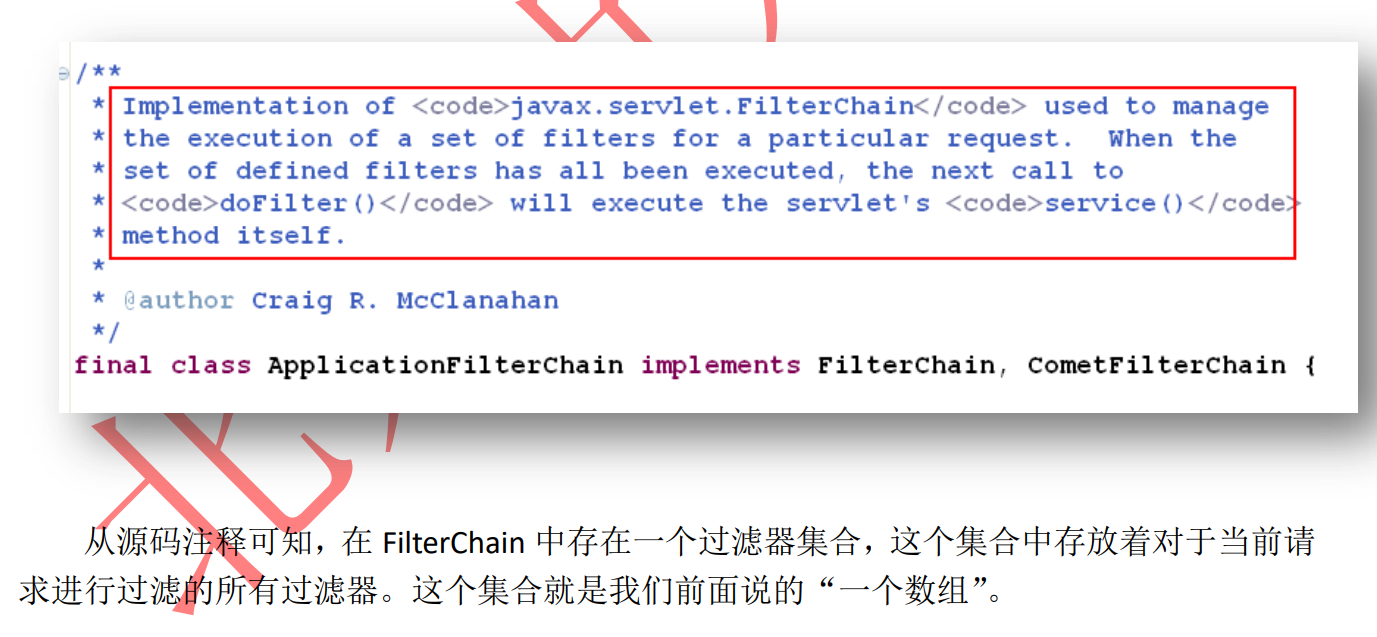 /**
* Implementation of <code>javax.servlet.FilterChain</code> used to manage
* the execution of a set of filters for a particular request.  When the
* set of defined filters has all been executed, the next call to
* <code>doFilter()</code> will execute the servlet's <code>service()</code>
* method itself.
*
* @author Craig R. McClanahan
*/
final class ApplicationFilterChain implements FilterChain, CometFilterChain {
从源码注释可知，在 FilterChain 中存在一个过滤器集合，这个集合中存放着对于当前请
求进行过滤的所有过滤器。这个集合就是我们前面说的“一个数组”。